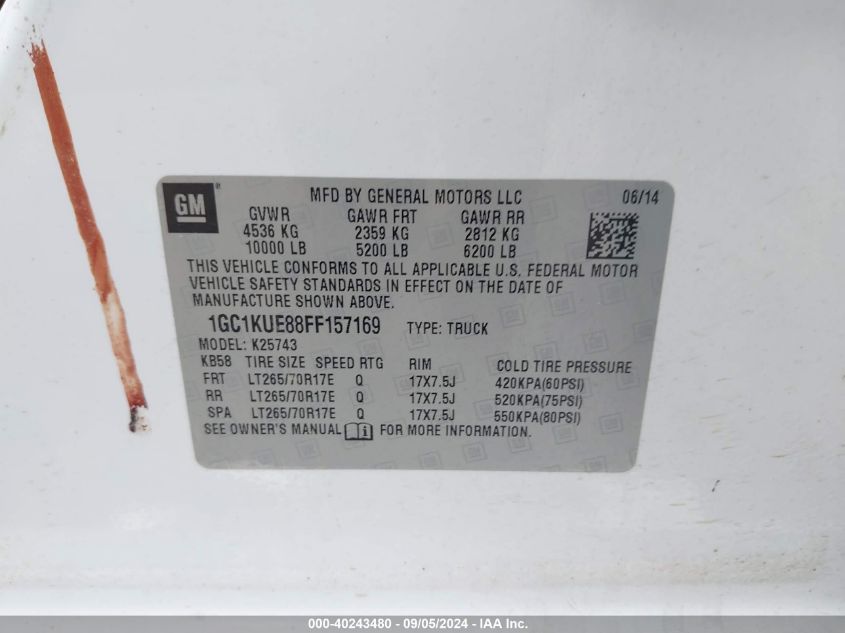 GM ®
MFD BY GENERAL MOTORS LLC 06/14
GVWR GAWR FRT GAWR RR
4536 KG 2359 KG 2812 KG
10000 LB 5200 LB 6200 LB
THIS VEHICLE CONFORMS TO ALL APPLICABLE U.S. FEDERAL MOTOR
VEHICLE SAFETY STANDARDS IN EFFECT ON THE DATE OF
MANUFACTURE SHOWN ABOVE.
1GC1KUE88FF157169 TYPE: TRUCK
MODEL: K25743
KB58 TIRE SIZE SPEED RTG RIM COLD TIRE PRESSURE
FRT LT265/70R17E Q 17X7.5J 420KPA(60PSI)
RR LT265/70R17E Q 17X7.5J 520KPA(75PSI)
SPA LT265/70R17E Q 17X7.5J 550KPA(80PSI)
SEE OWNER'S MANUAL i FOR MORE INFORMATION.
000-40243480 - 09/05/2024 - IAA Inc.